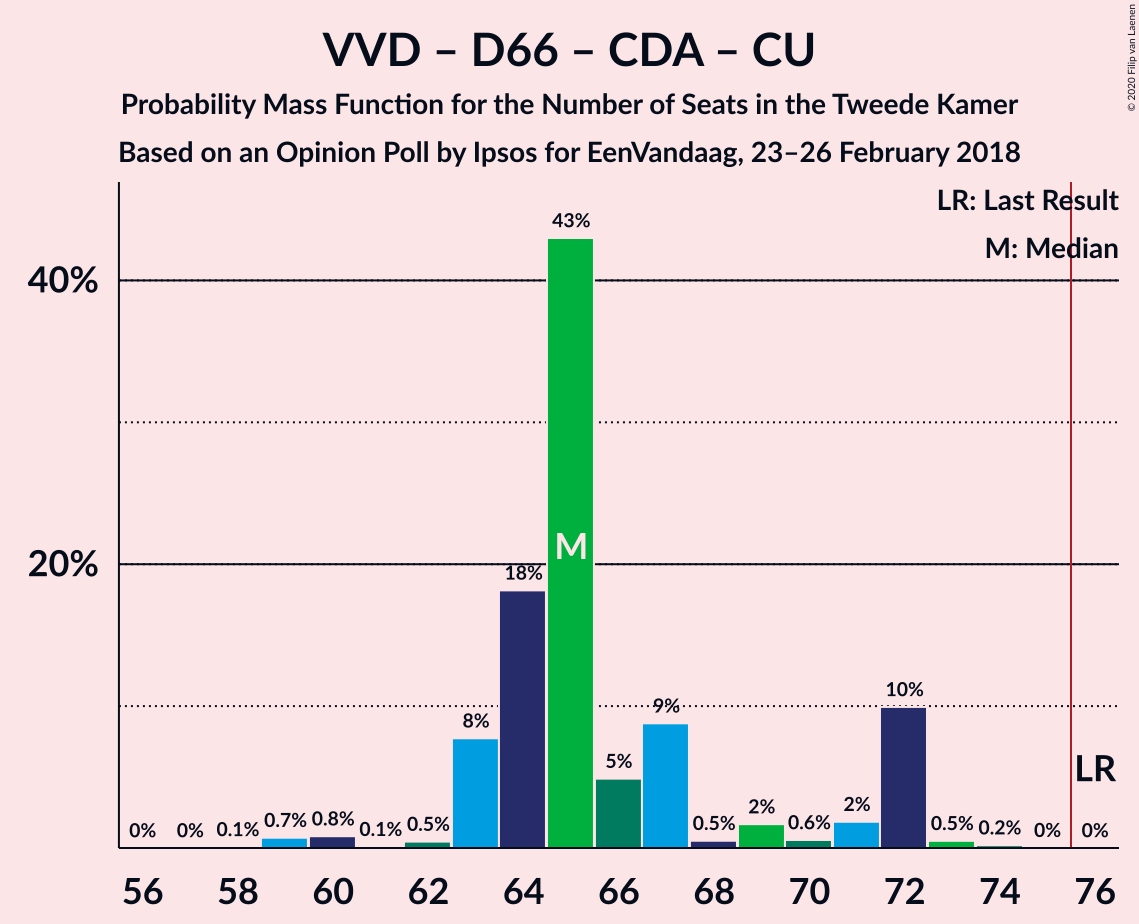 VVD – D66 – CDA – CU
Probability Mass Function for the Number of Seats in the Tweede Kamer
Based on an Opinion Poll by Ipsos for EenVandaag, 23–26 February 2018
© 2020 Filip van Laenen
LR: Last Result
M: Median
40%
20%
0% 0% 0.1% 0.7% 0.8% 0.1% 0.5% 8% 18% 43% 5% 9% 0.5% 2% 0.6% 2% 10% 0.5% 0.2% 0% 0%
M
LR
56 58 60 62 64 66 68 70 72 74 76